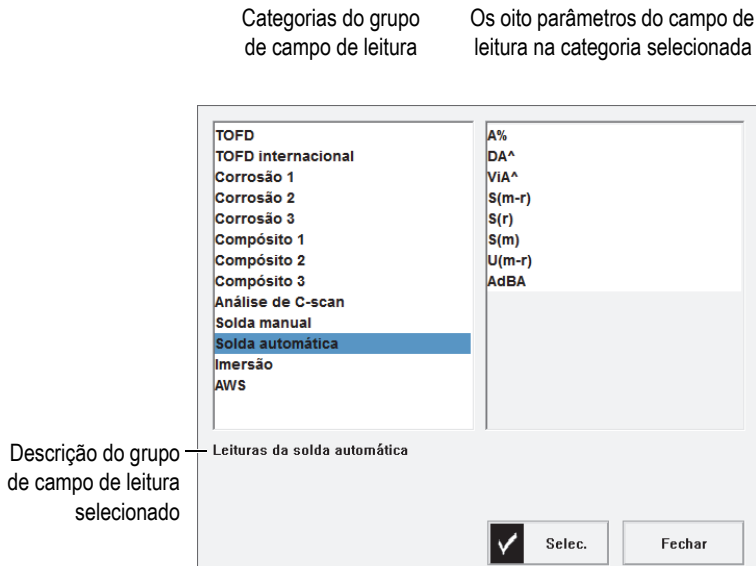 Categorias do grupo
de campo de leitura
Os oito parâmetros do campo de
leitura na categoria selecionada
TOFD
TOFD internacional
Corrosão 1
Corrosão 2
Corrosão 3
Compósito 1
Compósito 2
Compósito 3
Análise de C-scan
Solda manual
Solda automática
Imersão
AWS
A%
DA^
ViA^
S(m-r)
S(r)
S(m)
U(m-r)
AdBA
Descrição do grupo
de campo de leitura
selecionado
Leituras da solda automática
Selec.
Fechar